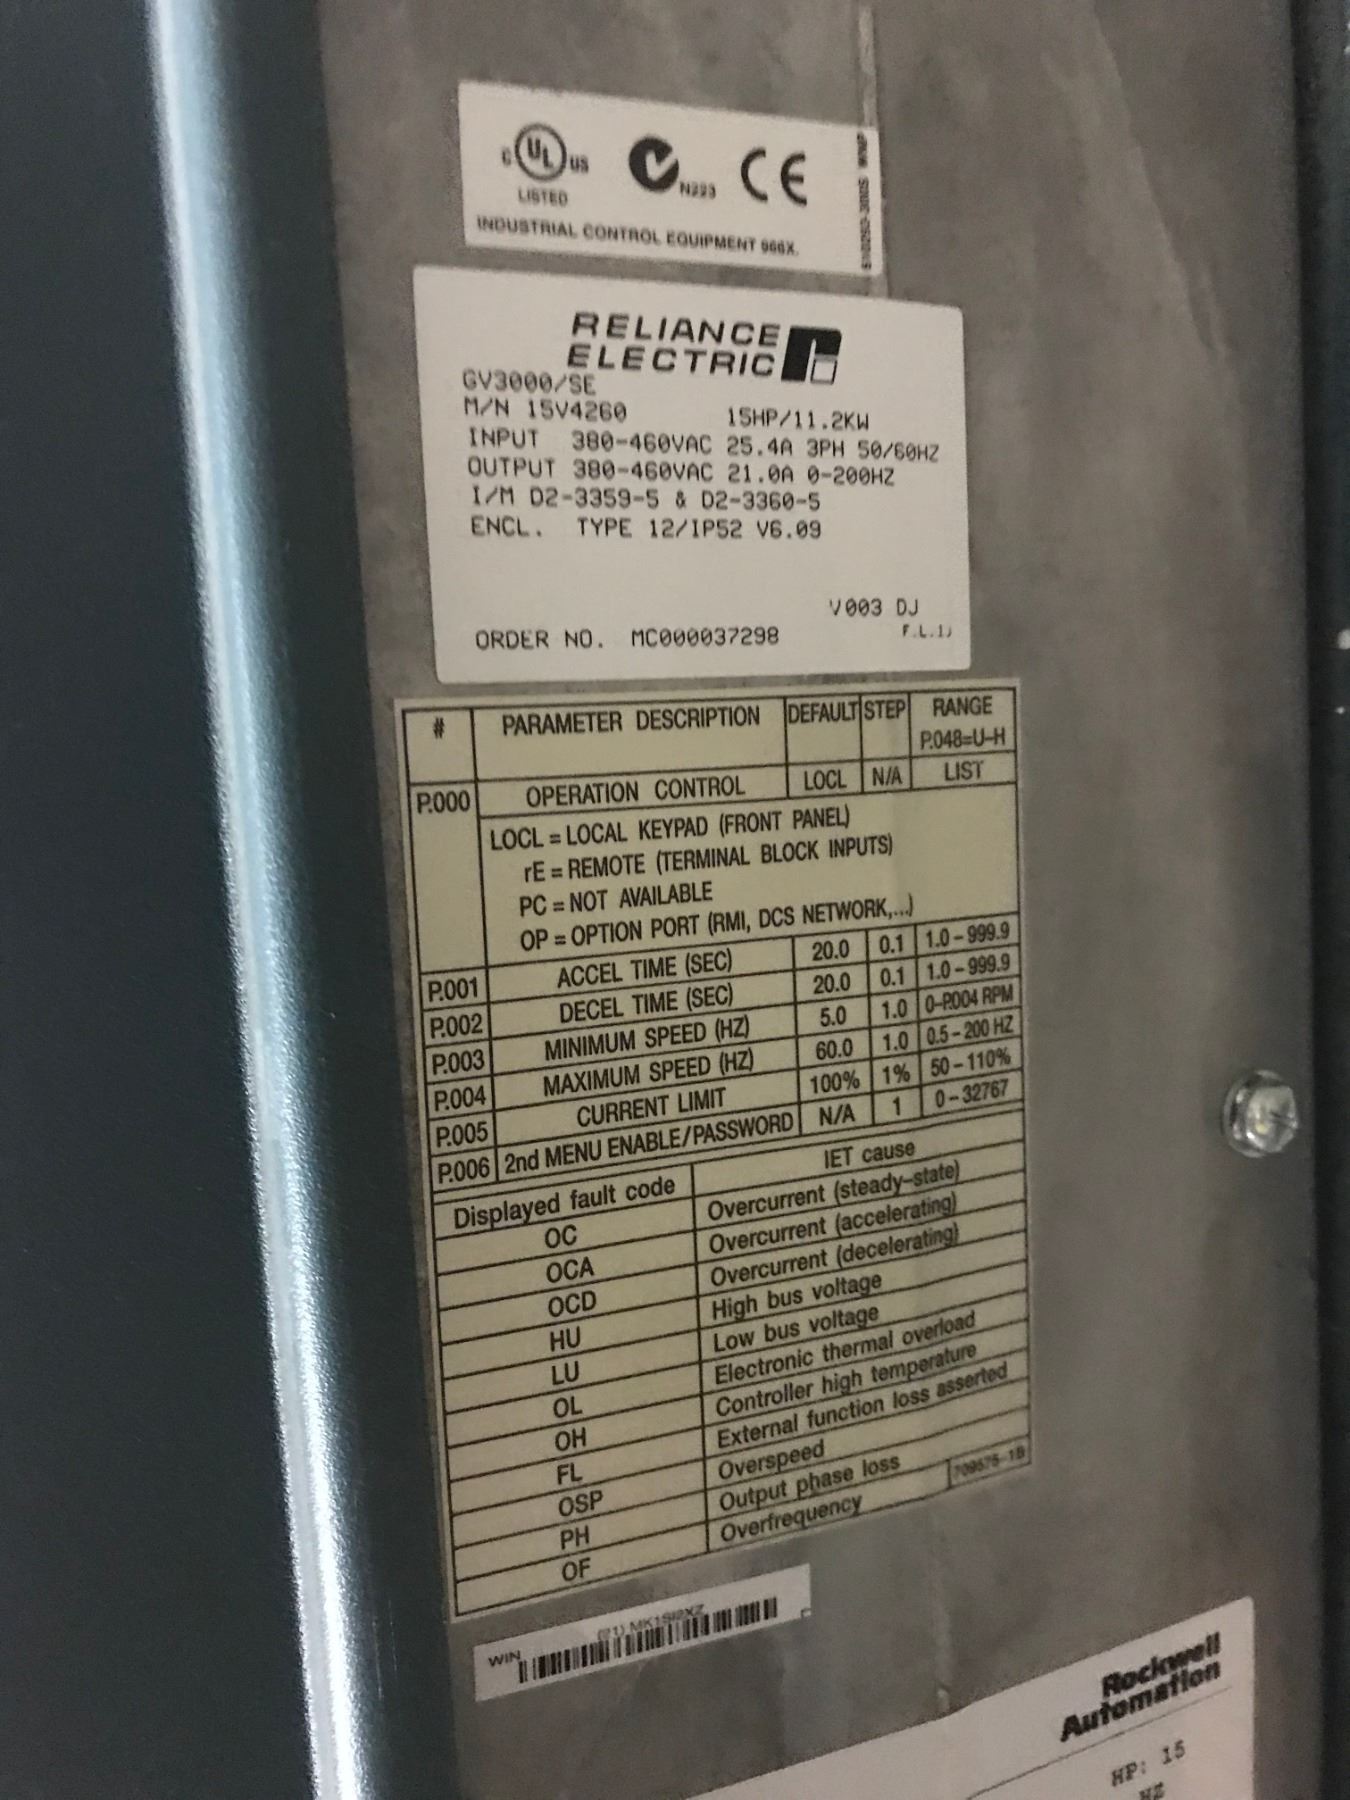 C UL US
LISTED
N223
CE
INDUSTRIAL CONTROL EQUIPMENT 966X.
RELIANCE
ELECTRIC
GV3000/SE
M/N 15V4260 15HP/11.2KW
INPUT 380-460VAC 25.4A 3PH 50/60HZ
OUTPUT 380-460VAC 21.0A 0-200HZ
I/M D2-3359-5 & D2-3360-5
ENCL. TYPE 12/IP52 V6.09
V003 DJ
ORDER NO. MC000037298
# PARAMETER DESCRIPTION DEFAULT STEP RANGE
P.048=U-H
P.000 OPERATION CONTROL LOCL N/A LIST
LOCL = LOCAL KEYPAD (FRONT PANEL)
rE = REMOTE (TERMINAL BLOCK INPUTS)
PC = NOT AVAILABLE
OP = OPTION PORT (RMI, DCS NETWORK,...)
P.001 ACCEL TIME (SEC) 20.0 0.1 1.0 - 999.9
P.002 DECEL TIME (SEC) 20.0 0.1 1.0 - 999.9
P.003 MINIMUM SPEED (HZ) 5.0 1.0 0-P.004 RPM
P.004 MAXIMUM SPEED (HZ) 60.0 1.0 0.5 - 200 HZ
P.005 CURRENT LIMIT 100% 1% 50 - 110%
P.006 2nd MENU ENABLE/PASSWORD N/A 1 0 - 32767
Displayed fault code IET cause
OC Overcurrent (steady-state)
OCA Overcurrent (accelerating)
OCD Overcurrent (decelerating)
HU High bus voltage
LU Low bus voltage
OL Electronic thermal overload
OH Controller high temperature
FL External function loss asserted
OSP Overspeed
PH Output phase loss
OF Overfrequency
709575-1B
WIN
Rockwell
Automation
HP: 15
HZ